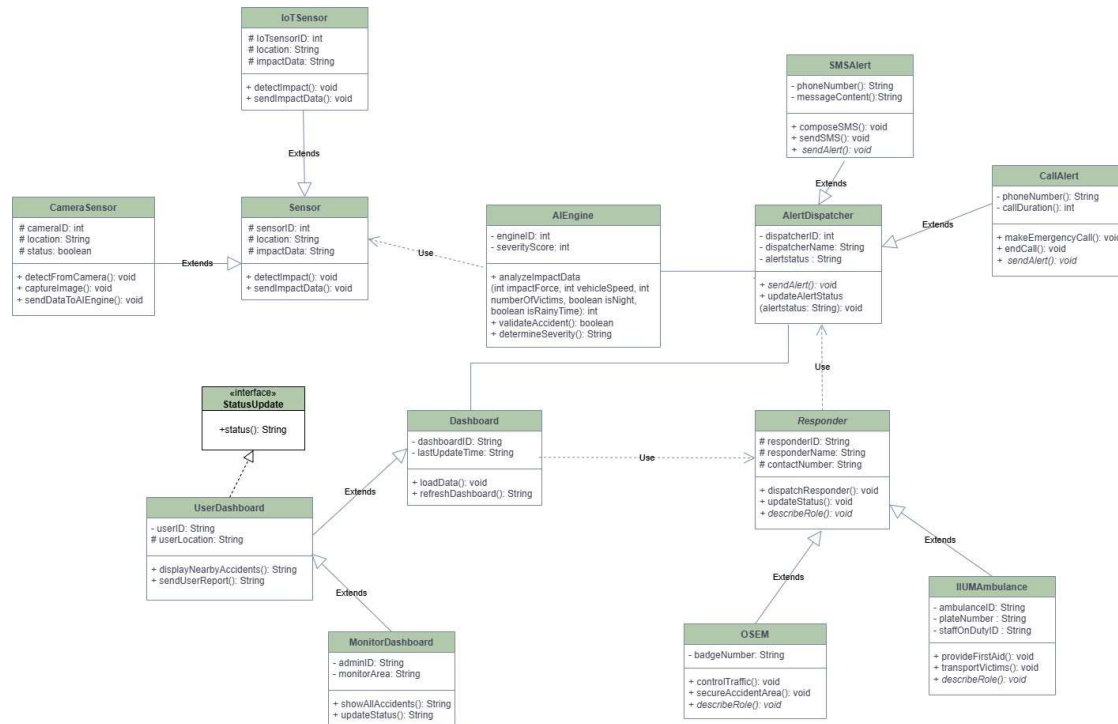 IoTSensor
# IoTsensorID: int
# location: String
# impactData: String
+ detectImpact(): void
+ sendImpactData(): void
Extends
SMSAlert
- phoneNumber(): String
- messageContent():String
+ composeSMS(): void
+ sendSMS(): void
+ sendAlert(): void
Extends
CallAlert
- phoneNumber(): String
- callDuration(): int
+ makeEmergencyCall(): void
+ endCall(): void
+ sendAlert(): void
Extends
CameraSensor
# cameraID: int
# location: String
# status: boolean
+ detectFromCamera(): void
+ captureImage(): void
+ sendDataToAIEngine(): void
Extends
Sensor
# sensorID: int
# location: String
# impactData: String
+ detectImpact(): void
+ sendImpactData(): void
Use
AIEngine
- engineID: int
- severityScore: int
+ analyzeImpactData
(int impactForce, int vehicleSpeed, int
numberOfVictims, boolean isNight,
boolean isRainyTime): int
+ validateAccident(): boolean
+ determineSeverity(): String
AlertDispatcher
- dispatcherID: int
- dispatcherName: String
- alertstatus : String
+ sendAlert(): void
+ updateAlertStatus
(alertstatus: String): void
Use
«interface»
StatusUpdate
+status(): String
Dashboard
- dashboardID: String
- lastUpdateTime: String
+ loadData(): void
+ refreshDashboard(): String
Use
Responder
# responderID: String
# responderName: String
# contactNumber: String
+ dispatchResponder(): void
+ updateStatus(): void
+ describeRole(): void
Extends
UserDashboard
- userID: String
# userLocation: String
+ displayNearbyAccidents(): String
+ sendUserReport(): String
Extends
MonitorDashboard
- adminID: String
- monitorArea: String
+ showAllAccidents(): String
+ updateStatus(): String
Extends
OSEM
- badgeNumber: String
+ controlTraffic(): void
+ secureAccidentArea(): void
+ describeRole(): void
Extends
IIUMAmbulance
- ambulanceID: String
- plateNumber : String
- staffOnDutyID : String
+ provideFirstAid(): void
+ transportVictims(): void
+ describeRole(): void